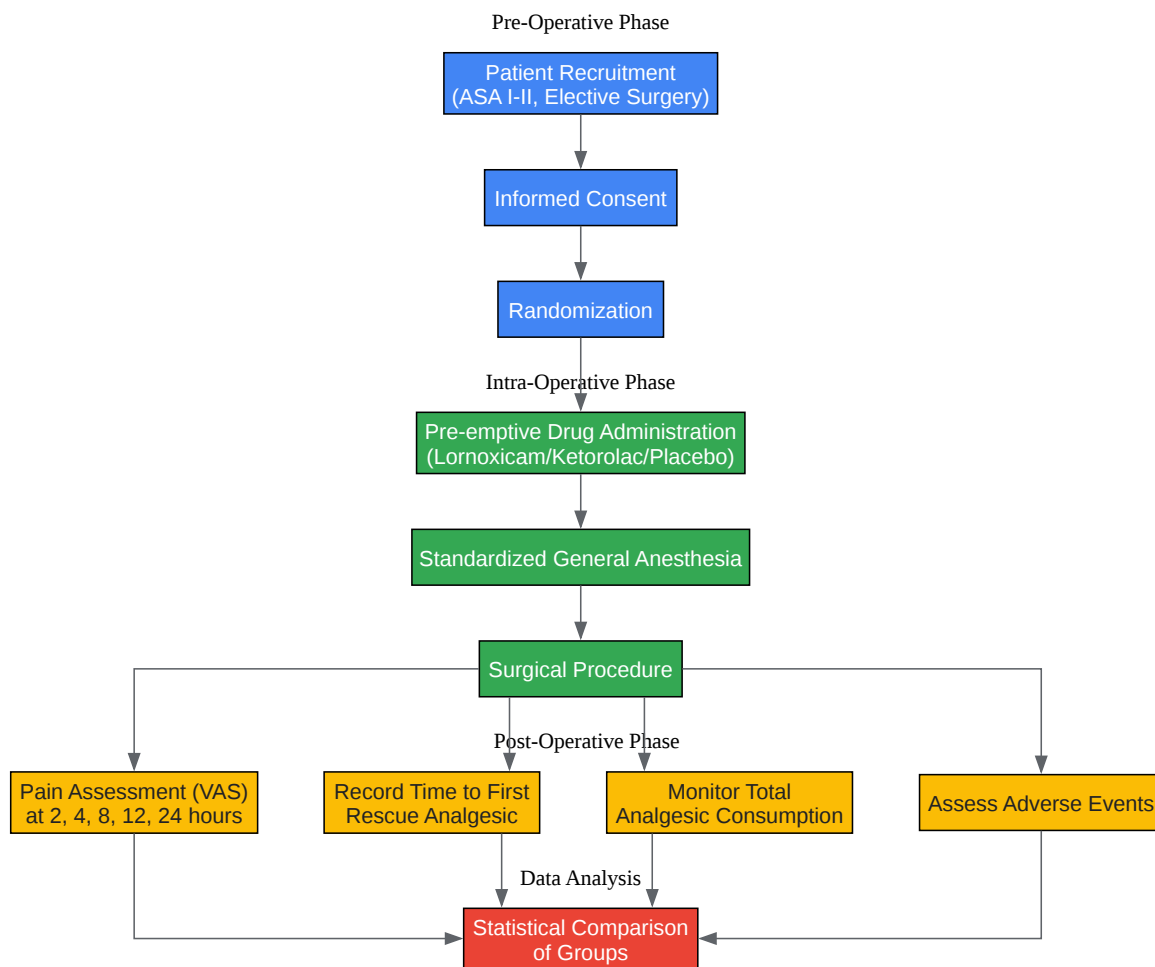 Pre-Operative Phase
Patient Recruitment
(ASA I-II, Elective Surgery)
Informed Consent
Randomization
Intra-Operative Phase
Pre-emptive Drug Administration
(Lornoxicam/Ketorolac/Placebo)
Standardized General Anesthesia
Surgical Procedure
Post-Operative Phase
Pain Assessment (VAS)
at 2, 4, 8, 12, 24 hours
Record Time to First
Rescue Analgesic
Monitor Total
Analgesic Consumption
Assess Adverse Events
Data Analysis
Statistical Comparison
of Groups